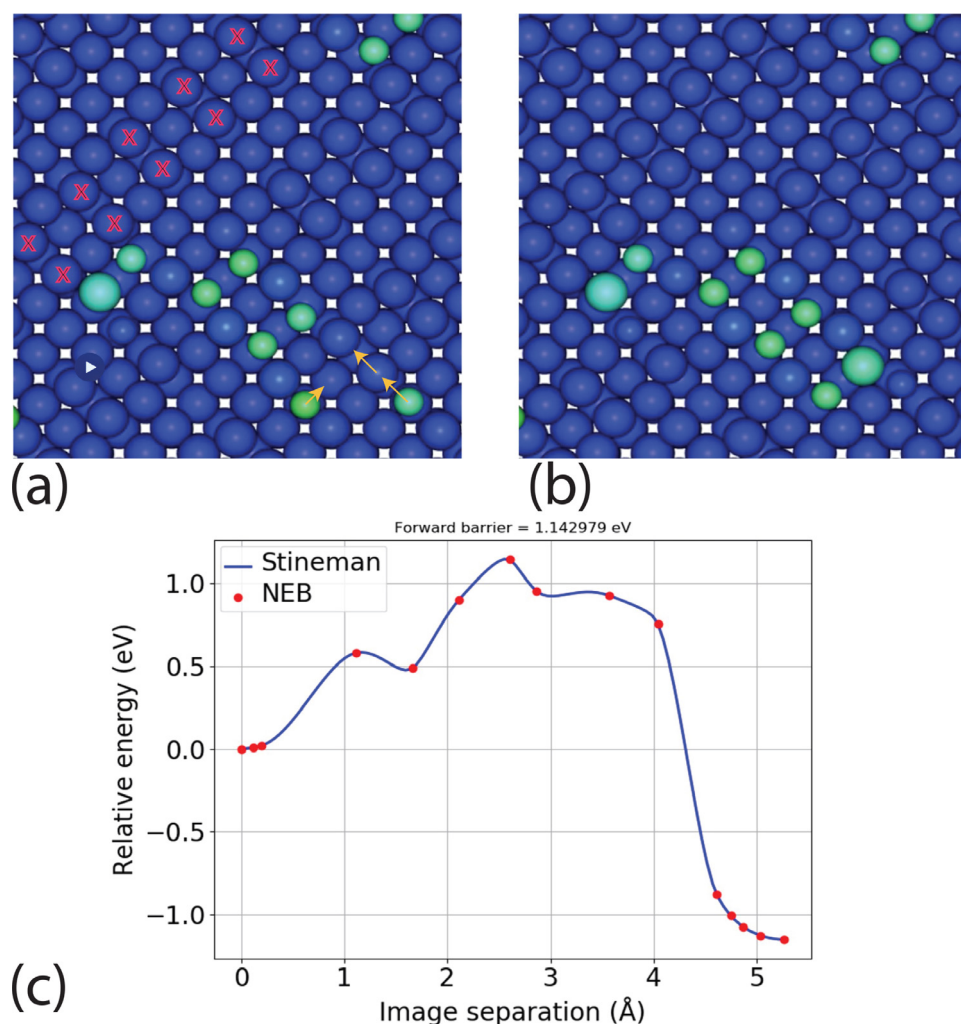 X
X
X
X
X
X
X
X
X
X
(a)
(b)
Forward barrier = 1.142979 eV
Stineman
NEB
1.0
0.5
0.0
−0.5
−1.0
Relative energy (eV)
0 1 2 3 4 5
Image separation (Å)
(c)